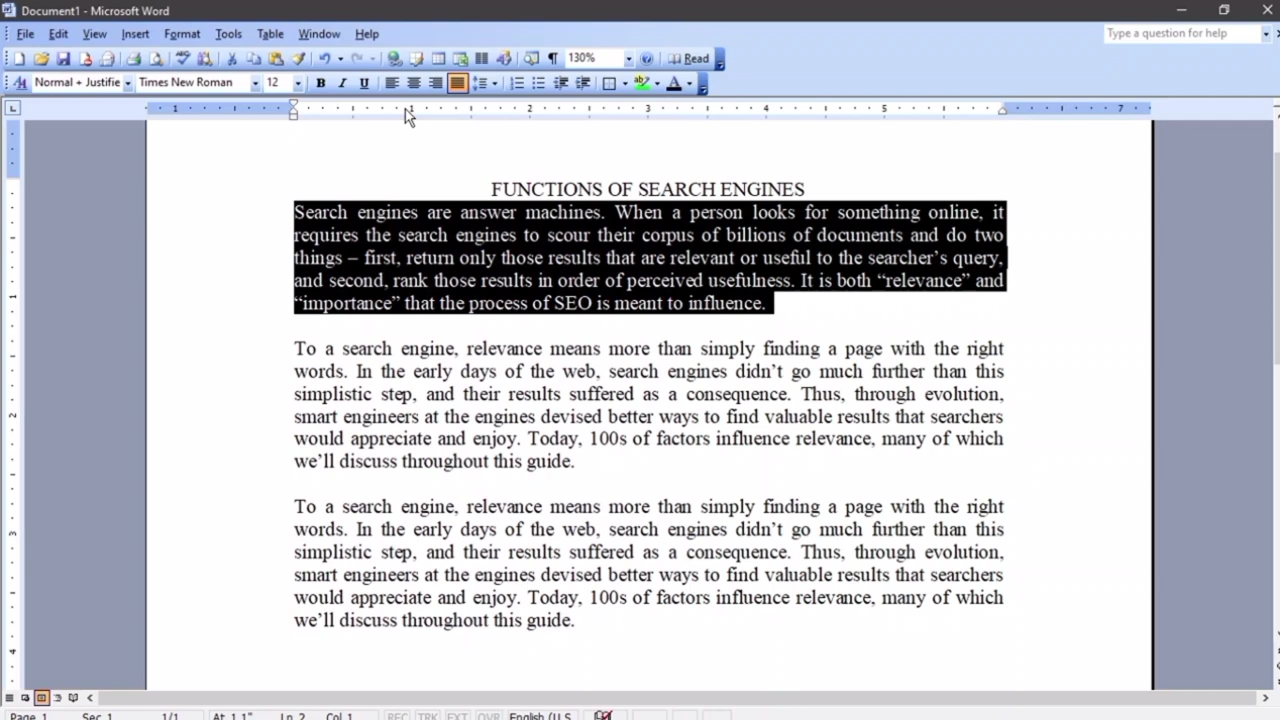 Document1 - Microsoft Word
File Edit View Insert Format Tools Table Window Help
Type a question for help
130%
Read
Normal + Justifie
Times New Roman
12
B I U
1 1 2 3 4 5 7
FUNCTIONS OF SEARCH ENGINES
Search engines are answer machines. When a person looks for something online, it
requires the search engines to scour their corpus of billions of documents and do two
things – first, return only those results that are relevant or useful to the searcher’s query,
and second, rank those results in order of perceived usefulness. It is both “relevance” and
“importance” that the process of SEO is meant to influence.
To a search engine, relevance means more than simply finding a page with the right
words. In the early days of the web, search engines didn’t go much further than this
simplistic step, and their results suffered as a consequence. Thus, through evolution,
smart engineers at the engines devised better ways to find valuable results that searchers
would appreciate and enjoy. Today, 100s of factors influence relevance, many of which
we’ll discuss throughout this guide.
To a search engine, relevance means more than simply finding a page with the right
words. In the early days of the web, search engines didn’t go much further than this
simplistic step, and their results suffered as a consequence. Thus, through evolution,
smart engineers at the engines devised better ways to find valuable results that searchers
would appreciate and enjoy. Today, 100s of factors influence relevance, many of which
we’ll discuss throughout this guide.
1
2
3
4
Page 1 Sec 1 1/1 At 1.1" Ln 2 Col 1 REC TRK EXT OVR English (U.S